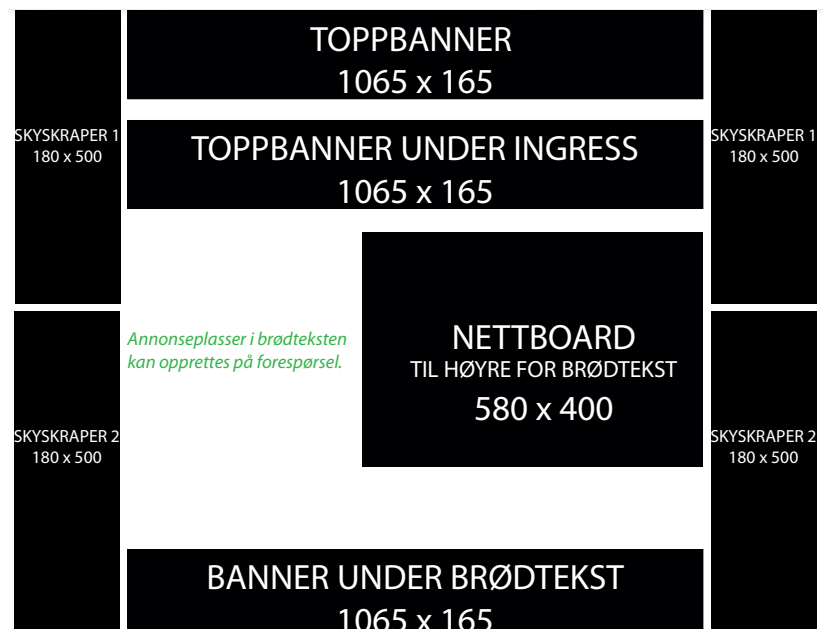 TOPPBANNER
1065 x 165
SKYSKRAPER 1
180 x 500
TOPPBANNER UNDER INGRESS
1065 x 165
SKYSKRAPER 1
180 x 500
Annonseplasser i brødteksten
kan opprettes på forespørsel.
NETTBOARD
TIL HØYRE FOR BRØDTEKST
580 x 400
SKYSKRAPER 2
180 x 500
SKYSKRAPER 2
180 x 500
BANNER UNDER BRØDTEKST
1065 x 165